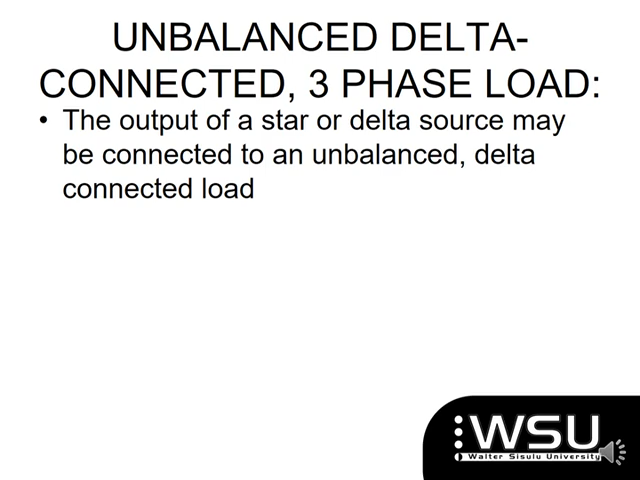 UNBALANCED DELTA-
CONNECTED, 3 PHASE LOAD:
• The output of a star or delta source may
be connected to an unbalanced, delta
connected load
WSU
Walter Sisulu University